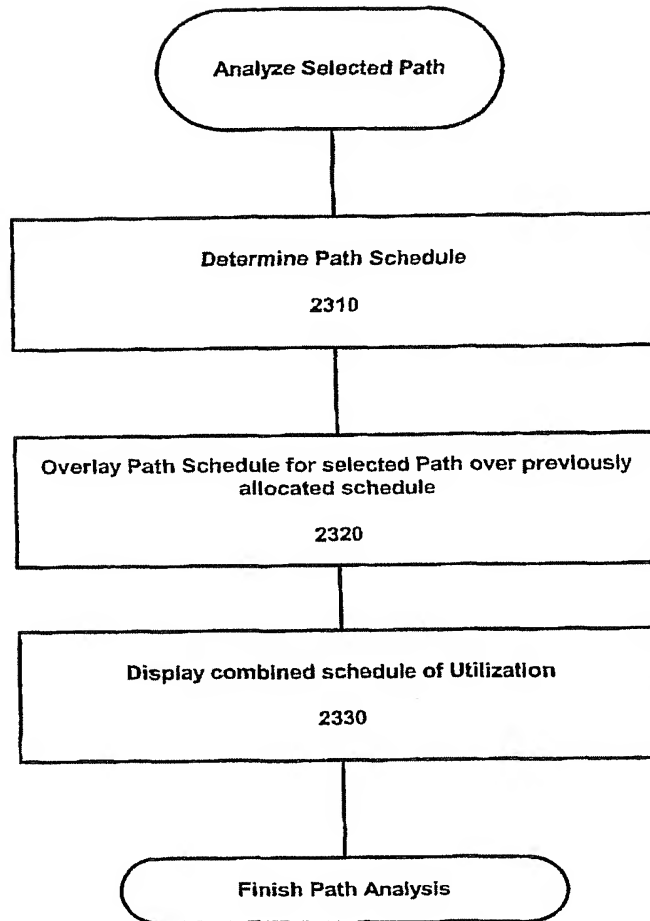 Analyze Selected Path
Determine Path Schedule
2310
Overlay Path Schedule for selected Path over previously
allocated schedule
2320
Display combined schedule of Utilization
2330
Finish Path Analysis